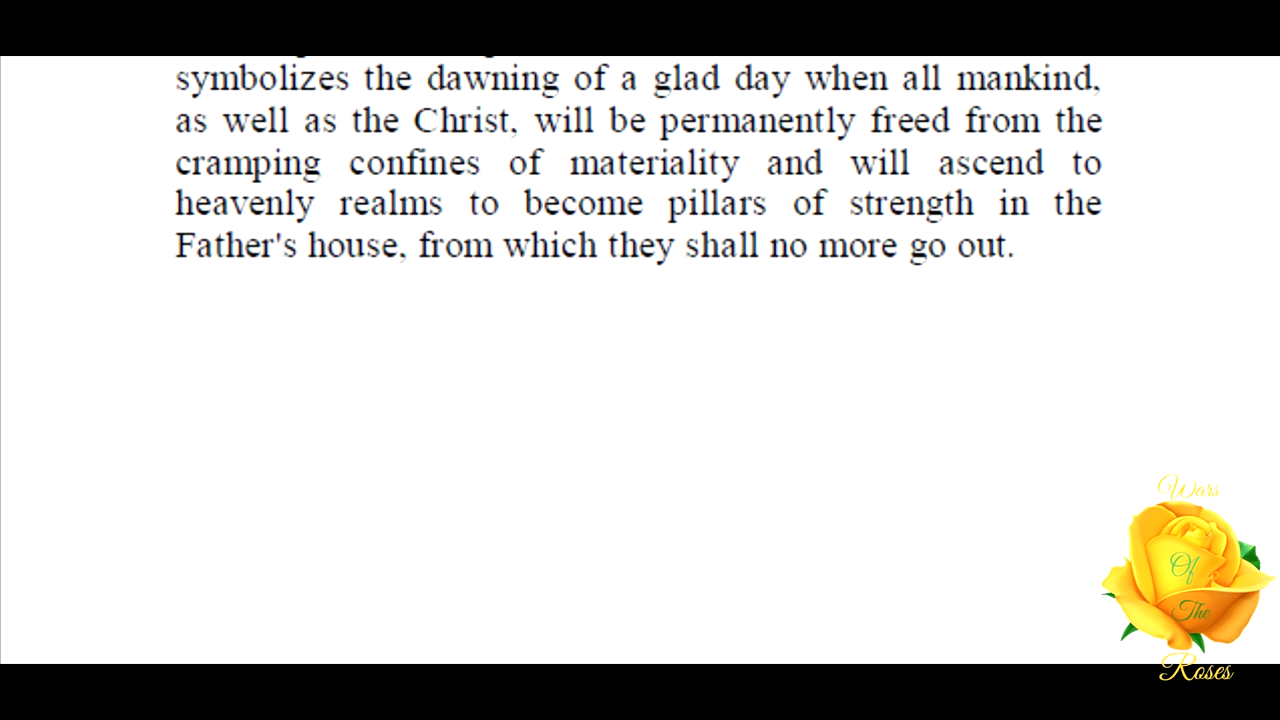 symbolizes the dawning of a glad day when all mankind,
as well as the Christ, will be permanently freed from the
cramping confines of materiality and will ascend to
heavenly realms to become pillars of strength in the
Father's house, from which they shall no more go out.
Wars
Of
The
Roses